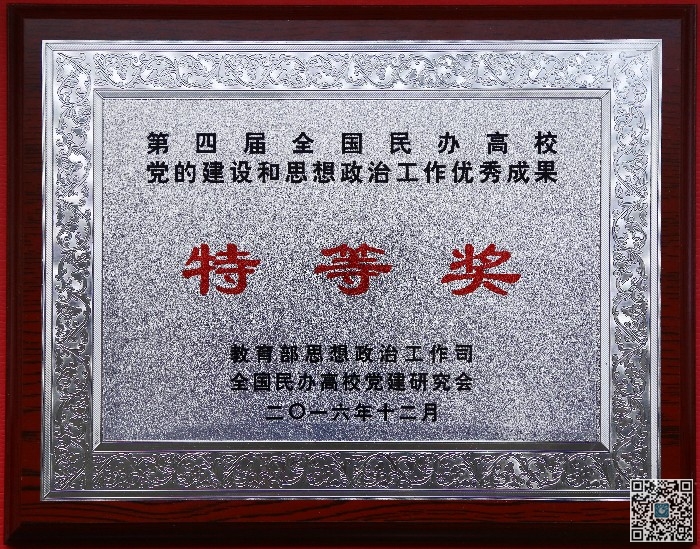 第四届全国民办高校
党的建设和思想政治工作优秀成果
特等奖
教育部思想政治工作司
全国民办高校党建研究会
二〇一六年十二月